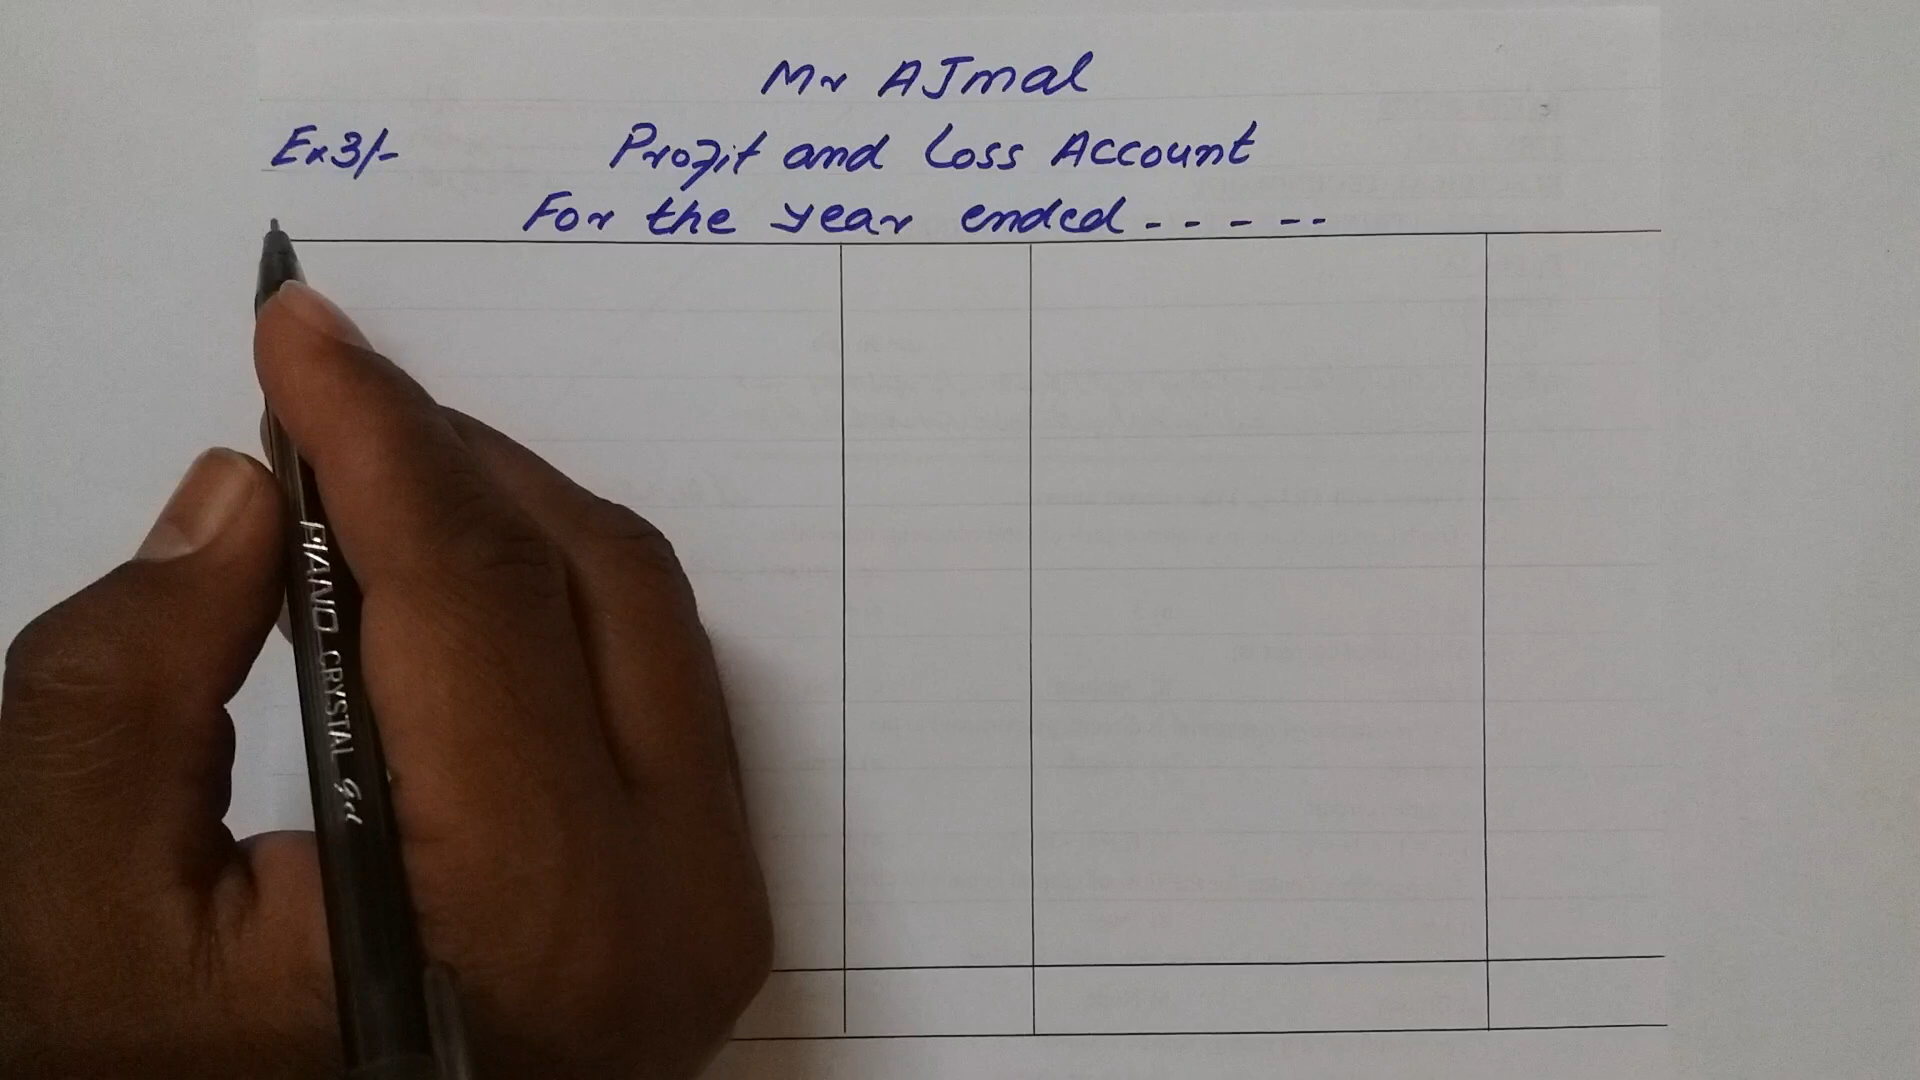 Mr AJmal
Ex3/-
Profit and Loss Account
For the year ended - - - - -
PIANO CRYSTAL Gel